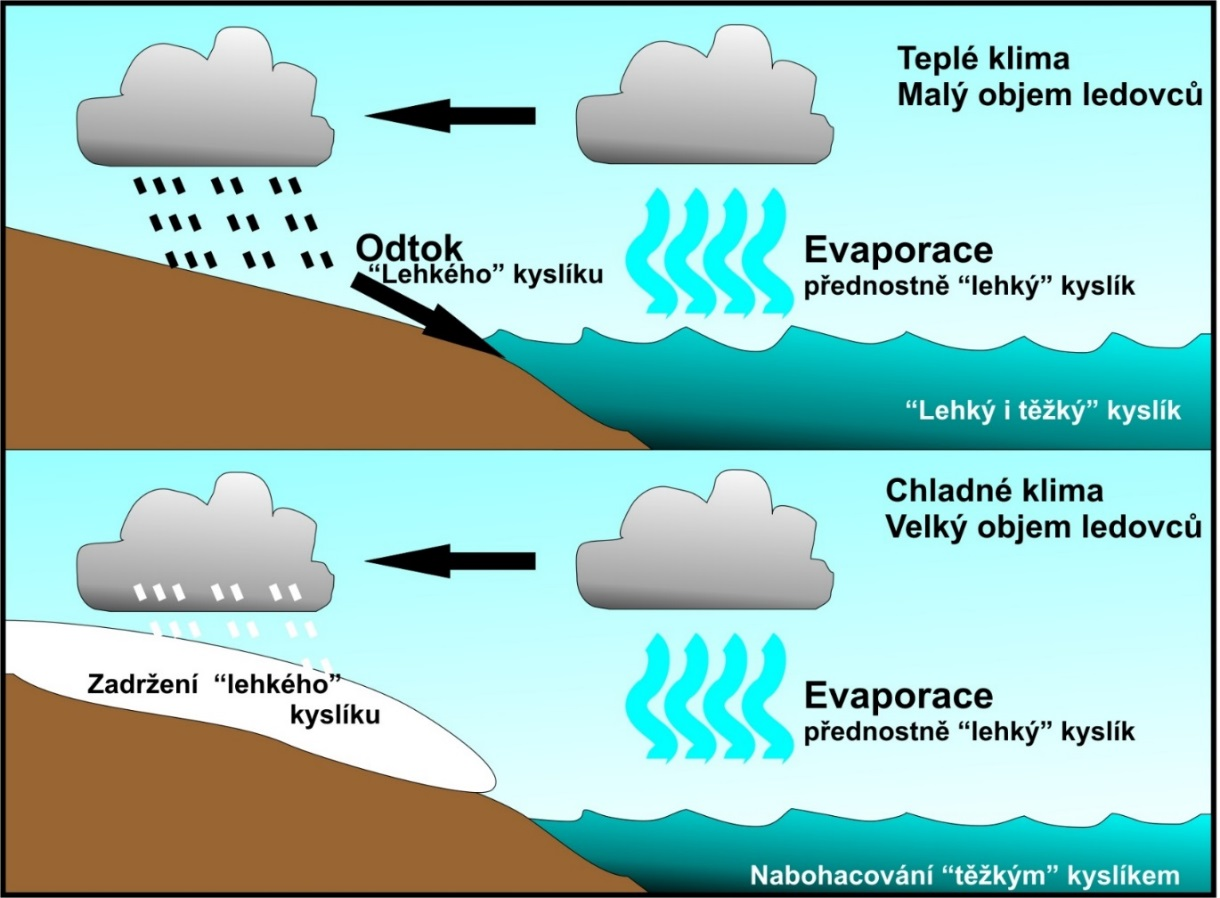 Teplé klima
Malý objem ledovců
Odtok
“Lehkého” kyslíku
Evaporace
přednostně “lehký” kyslík
“Lehký i těžký” kyslík
Chladné klima
Velký objem ledovců
Zadržení “lehkého”
kyslíku
Evaporace
přednostně “lehký” kyslík
Nabohacování “těžkým” kyslíkem